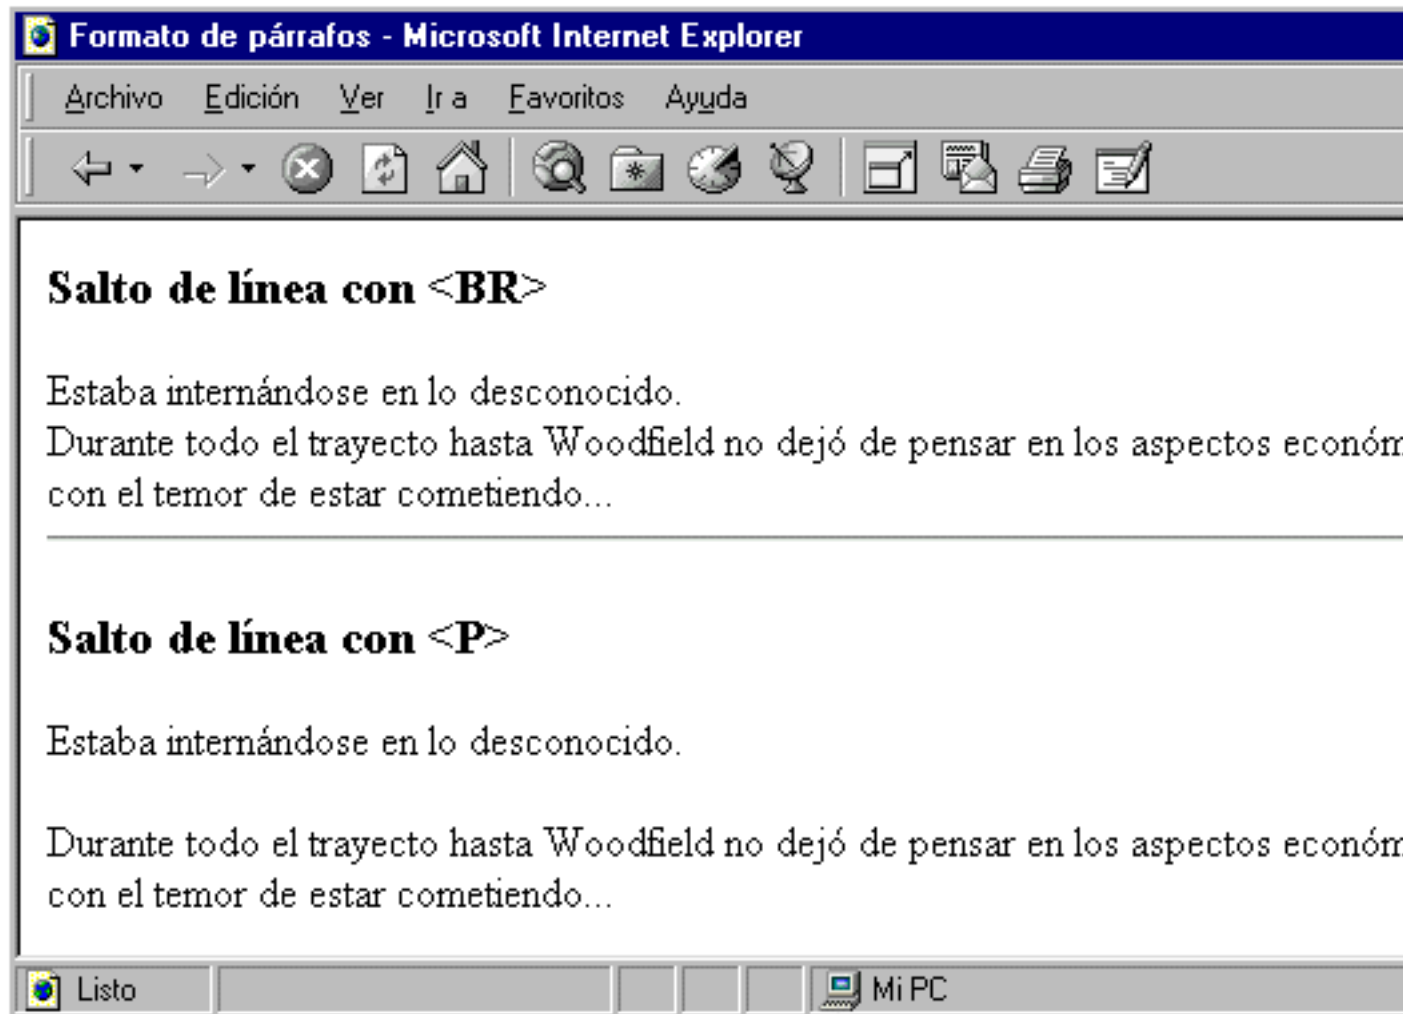 Formato de párrafos - Microsoft Internet Explorer
Archivo Edición Ver Ir a Favoritos Ayuda
Salto de línea con <BR>
Estaba internándose en lo desconocido.
Durante todo el trayecto hasta Woodfield no dejó de pensar en los aspectos
con el temor de estar cometiendo...
Salto de línea con <P>
Estaba internándose en lo desconocido.
Durante todo el trayecto hasta Woodfield no dejó de pensar en los aspectos
con el temor de estar cometiendo...
Listo Mi PC